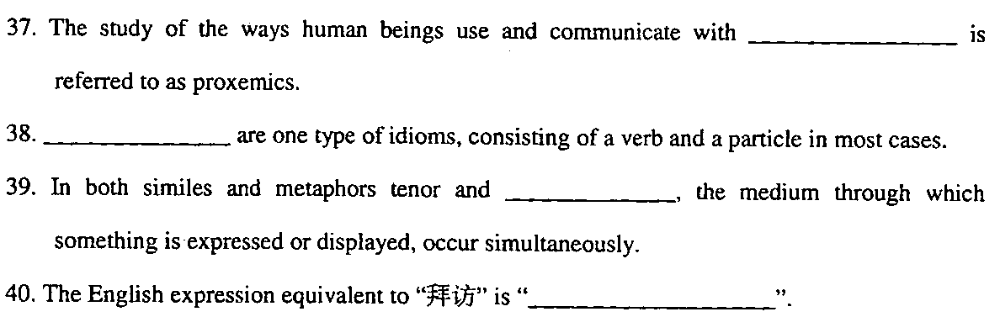 37. The study of the ways human beings use and communicate with ________________ is
referred to as proxemics.
38. ______________ are one type of idioms, consisting of a verb and a particle in most cases.
39. In both similes and metaphors tenor and _____________, the medium through which
something is expressed or displayed, occur simultaneously.
40. The English expression equivalent to “拜访” is “___________________”.